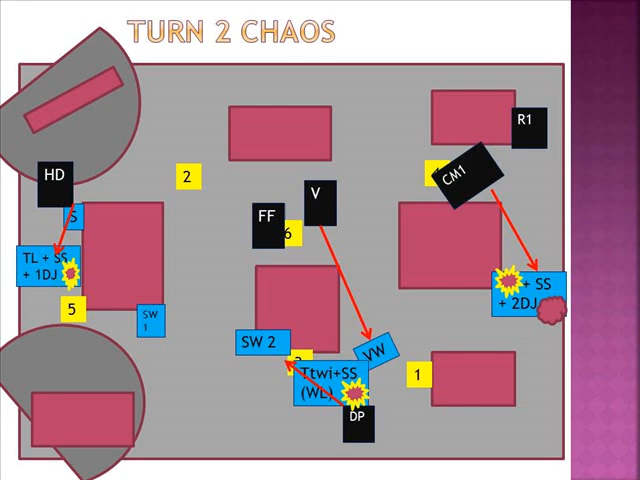 TURN 2 CHAOS
R1
HD
2
CM1
V
S
FF
6
TL + SS
+ 1DJ
+ SS
+ 2DJ
5
SW
1
SW 2
VW
Ttwi+SS
(WL)
1
DP